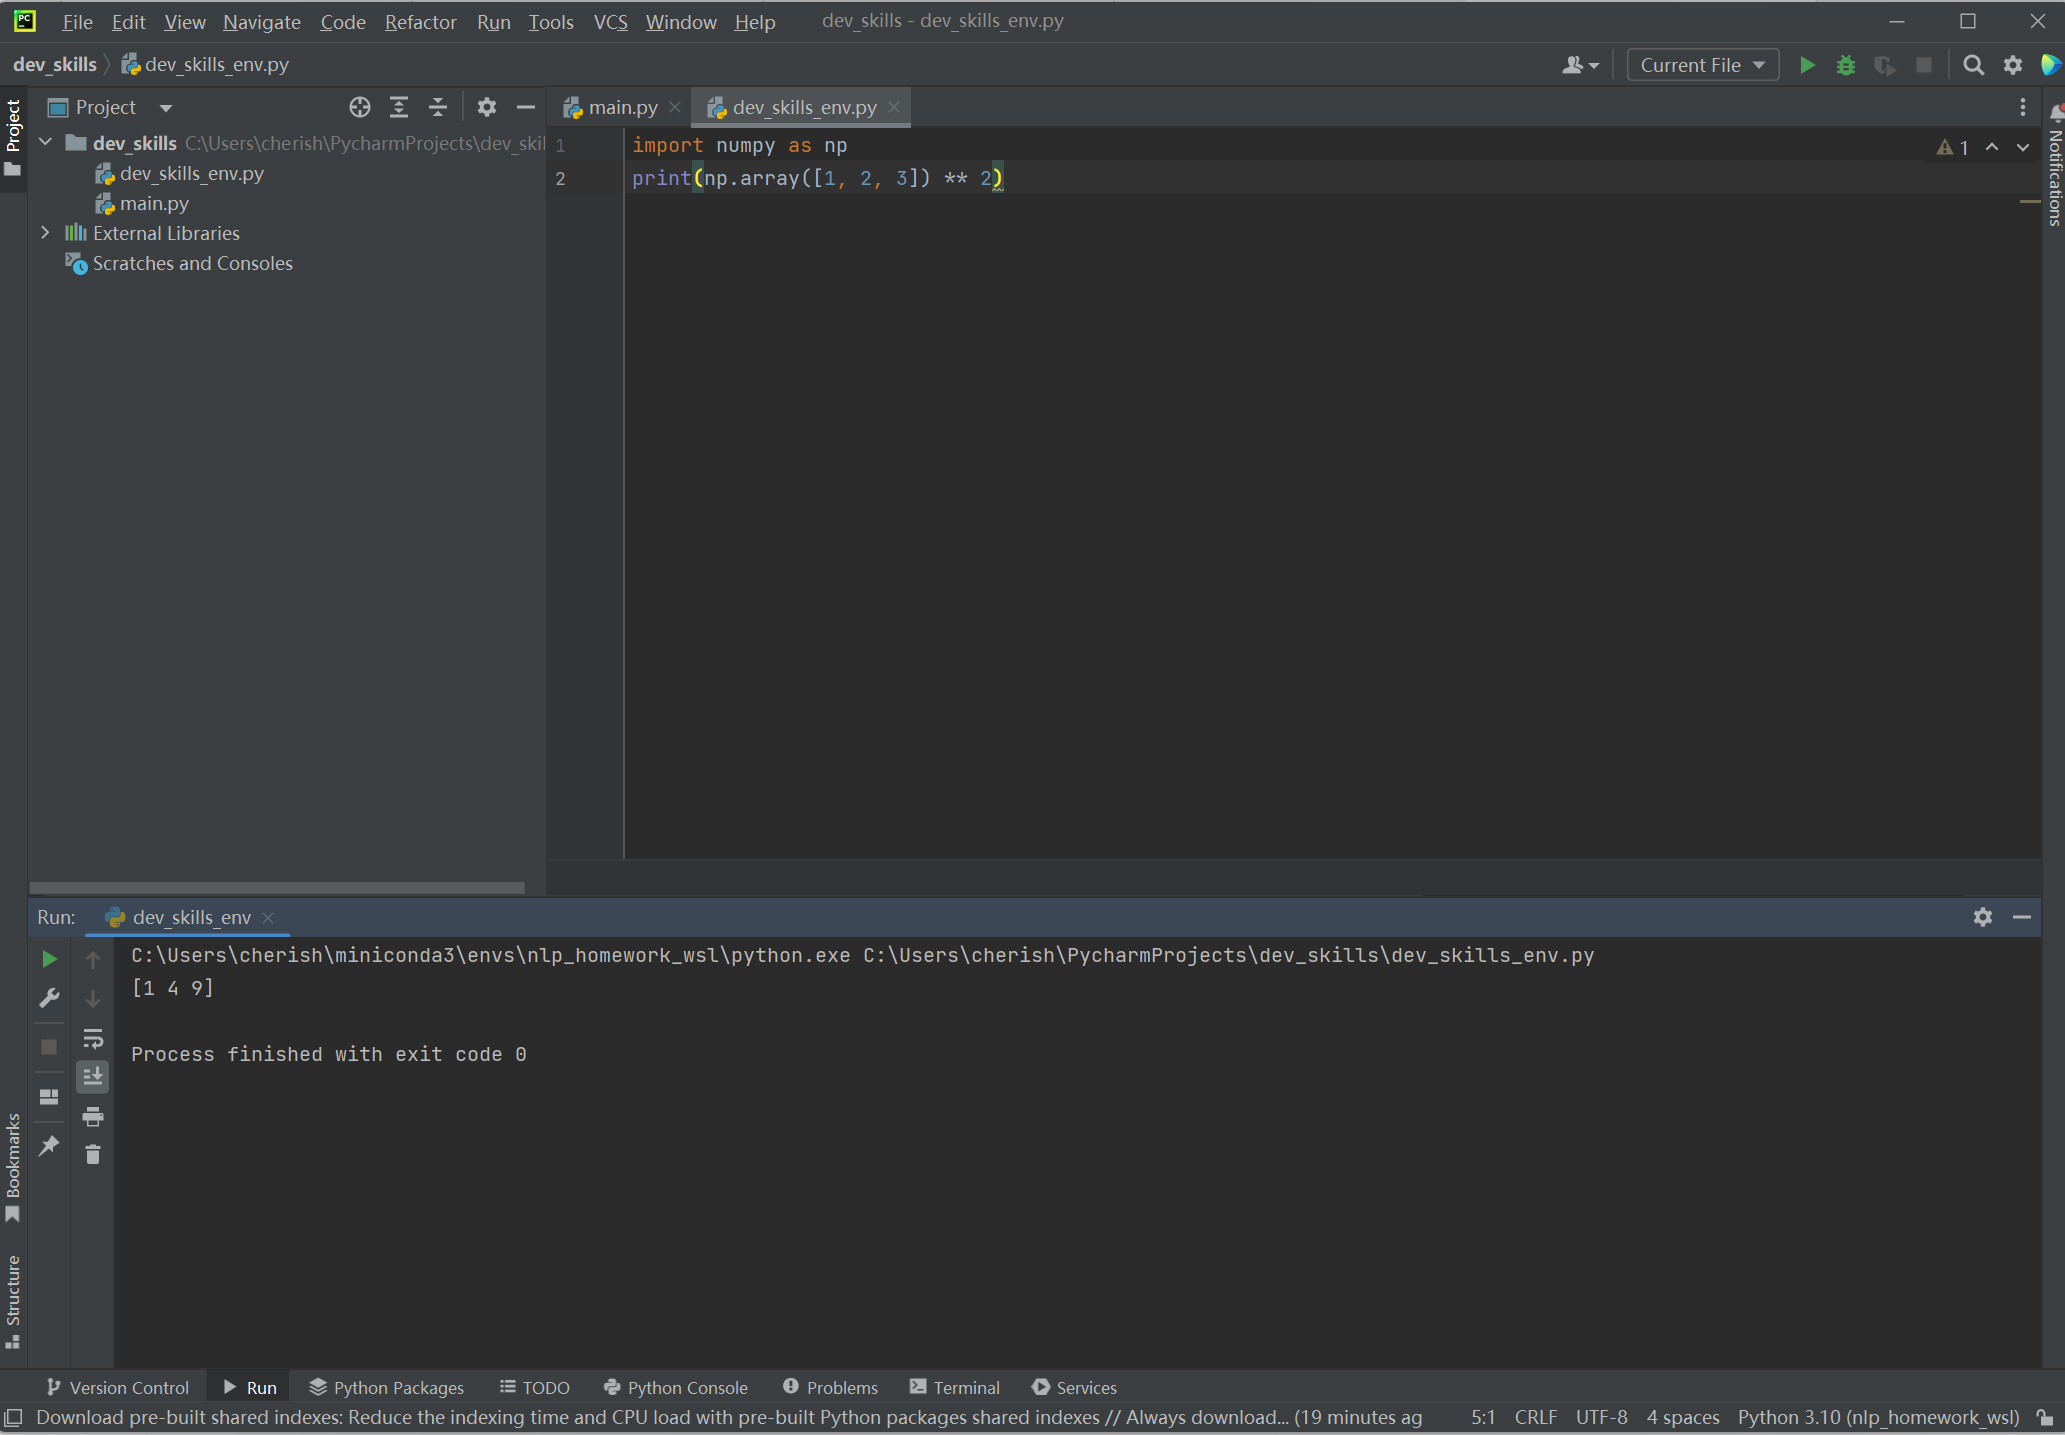 PC
File Edit View Navigate Code Refactor Run Tools VCS Window Help dev_skills - dev_skills_env.py
dev_skills dev_skills_env.py
Current File
Project
Project
main.py
dev_skills_env.py
dev_skills C:\Users\cherish\PycharmProjects\dev_skil
dev_skills_env.py
main.py
External Libraries
Scratches and Consoles
1 import numpy as np
2 print(np.array([1, 2, 3]) ** 2)
1
Notifications
Run: dev_skills_env
C:\Users\cherish\miniconda3\envs\nlp_homework_wsl\python.exe C:\Users\cherish\PycharmProjects\dev_skills\dev_skills_env.py
[1 4 9]
Process finished with exit code 0
Bookmarks
Structure
Version Control Run Python Packages TODO Python Console Problems Terminal Services
Download pre-built shared indexes: Reduce the indexing time and CPU load with pre-built Python packages shared indexes // Always download... (19 minutes ag 5:1 CRLF UTF-8 4 spaces Python 3.10 (nlp_homework_wsl)